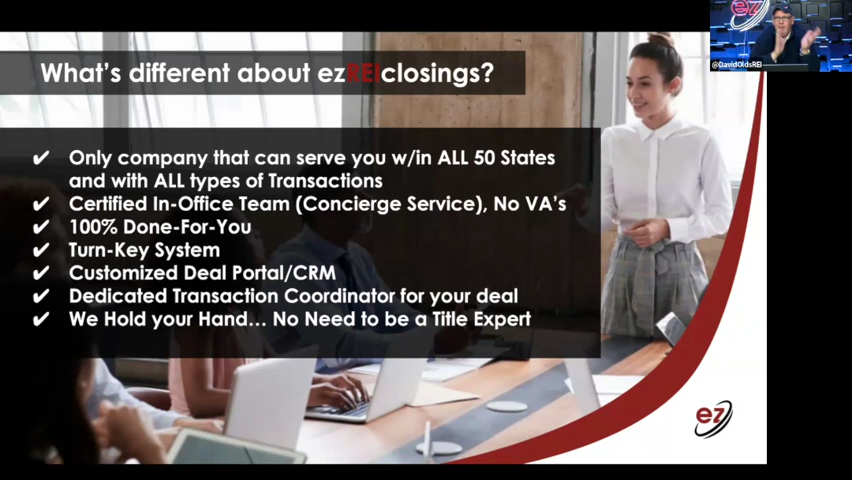 ez
@DavidOldsREI
What's different about ezREIclosings?
✔ Only company that can serve you w/in ALL 50 States
and with ALL types of Transactions
✔ Certified In-Office Team (Concierge Service), No VA's
✔ 100% Done-For-You
✔ Turn-Key System
✔ Customized Deal Portal/CRM
✔ Dedicated Transaction Coordinator for your deal
✔ We Hold your Hand... No Need to be a Title Expert
ez